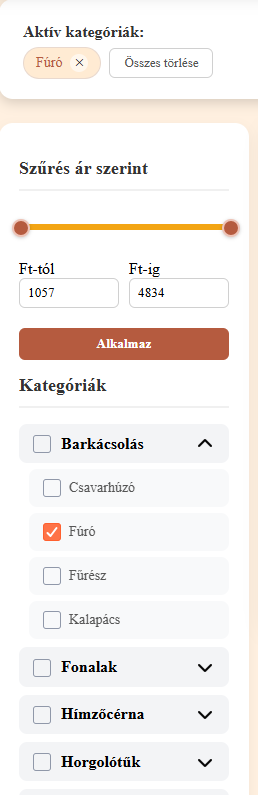 Aktív kategóriák:
Fúró ×
Összes törlése
Szűrés ár szerint
Ft-tól Ft-ig
1057 4834
Alkalmaz
Kategóriák
Barkácsolás
Csavarhúzó
Fúró
Fűrész
Kalapács
Fonalak
Hímzőcérna
Horgolótűk